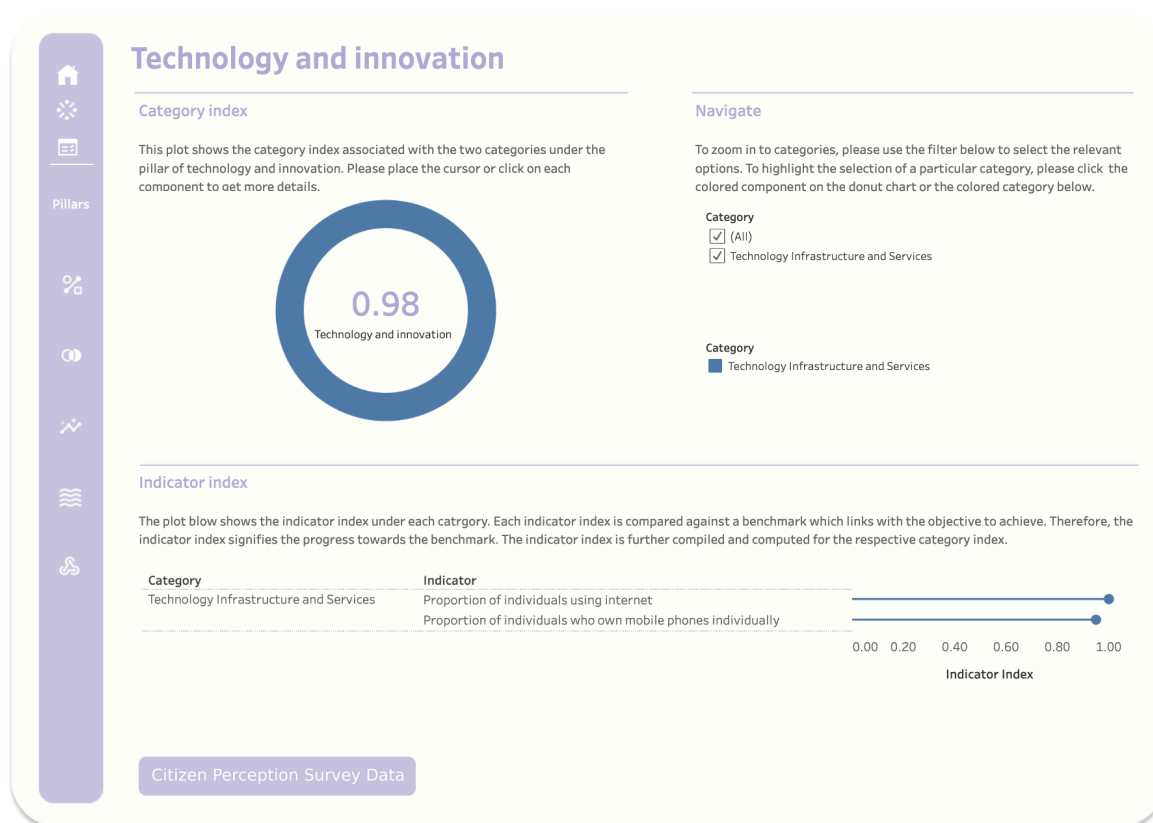 Technology and innovation
Category index
This plot shows the category index associated with the two categories under the
pillar of technology and innovation. Please place the cursor or click on each
component to get more details.
0.98
Technology and innovation
Navigate
To zoom in to categories, please use the filter below to select the relevant
options. To highlight the selection of a particular category, please click the
colored component on the donut chart or the colored category below.
Category
(All)
Technology Infrastructure and Services
Category
Technology Infrastructure and Services
Pillars
Indicator index
The plot blow shows the indicator index under each catrgory. Each indicator index is compared against a benchmark which links with the objective to achieve. Therefore, the
indicator index signifies the progress towards the benchmark. The indicator index is further compiled and computed for the respective category index.
Category Indicator
Technology Infrastructure and Services Proportion of individuals using internet
Proportion of individuals who own mobile phones individually
0.00 0.20 0.40 0.60 0.80 1.00
Indicator Index
Citizen Perception Survey Data